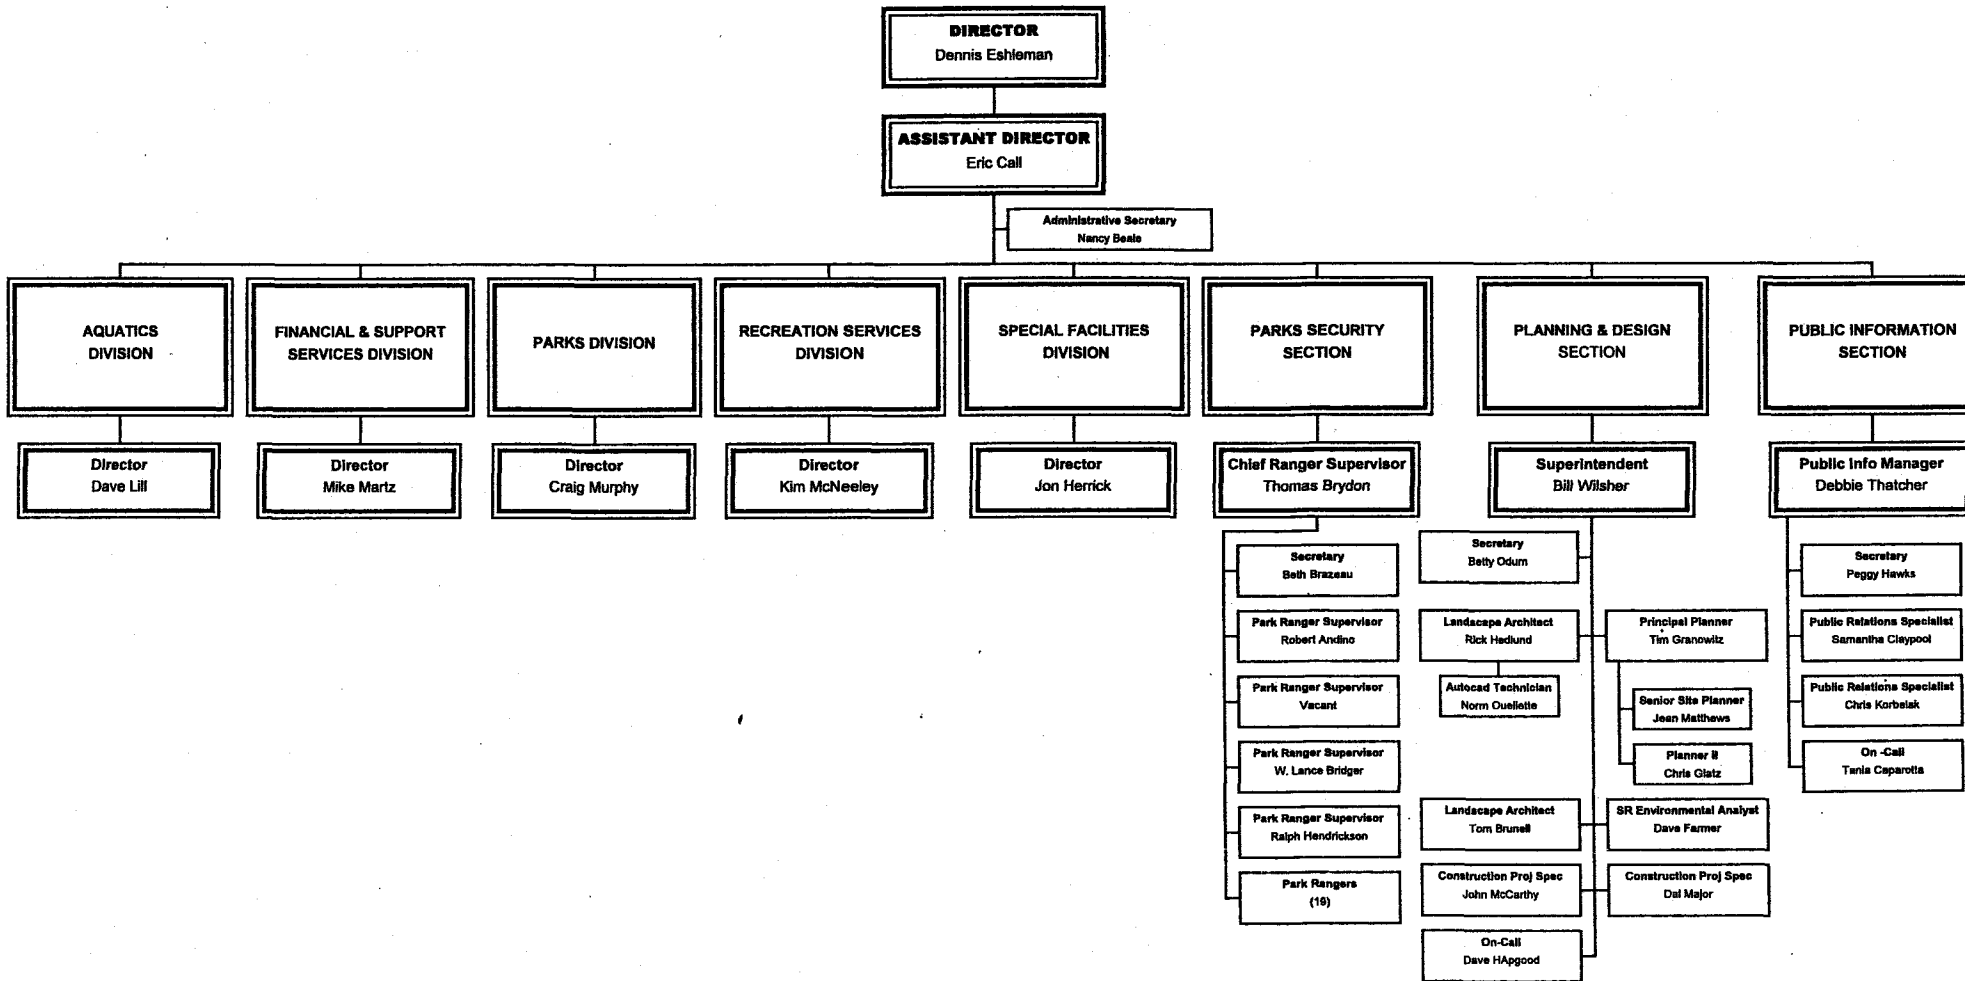 DIRECTOR
Dennis Eshleman
ASSISTANT DIRECTOR
Eric Call
Administrative Secretary
Nancy Beale
AQUATICS
DIVISION
FINANCIAL & SUPPORT
SERVICES DIVISION
PARKS DIVISION
RECREATION SERVICES
DIVISION
SPECIAL FACILITIES
DIVISION
PARKS SECURITY
SECTION
PLANNING & DESIGN
SECTION
PUBLIC INFORMATION
SECTION
Director
Dave Lill
Director
Mike Martz
Director
Craig Murphy
Director
Kim McNeeley
Director
Jon Herrick
Chief Ranger Supervisor
Thomas Brydon
Superintendent
Bill Wilsher
Public Info Manager
Debbie Thatcher
Secretary
Beth Brazeau
Park Ranger Supervisor
Robert Andino
Park Ranger Supervisor
Vacant
Park Ranger Supervisor
W. Lance Bridger
Park Ranger Supervisor
Ralph Hendrickson
Park Rangers
(19)
Secretary
Betty Odum
Landscape Architect
Rick Hedlund
Autocad Technician
Norm Ouellette
Principal Planner
Tim Granowitz
Senior Site Planner
Jean Matthews
Planner II
Chris Glatz
Landscape Architect
Tom Brunell
SR Environmental Analyst
Dave Farmer
Construction Proj Spec
John McCarthy
Construction Proj Spec
Dal Major
On-Call
Dave HApgood
Secretary
Peggy Hawks
Public Relations Specialist
Samantha Claypool
Public Relations Specialist
Chris Korbelak
On -Call
Tania Caparotta